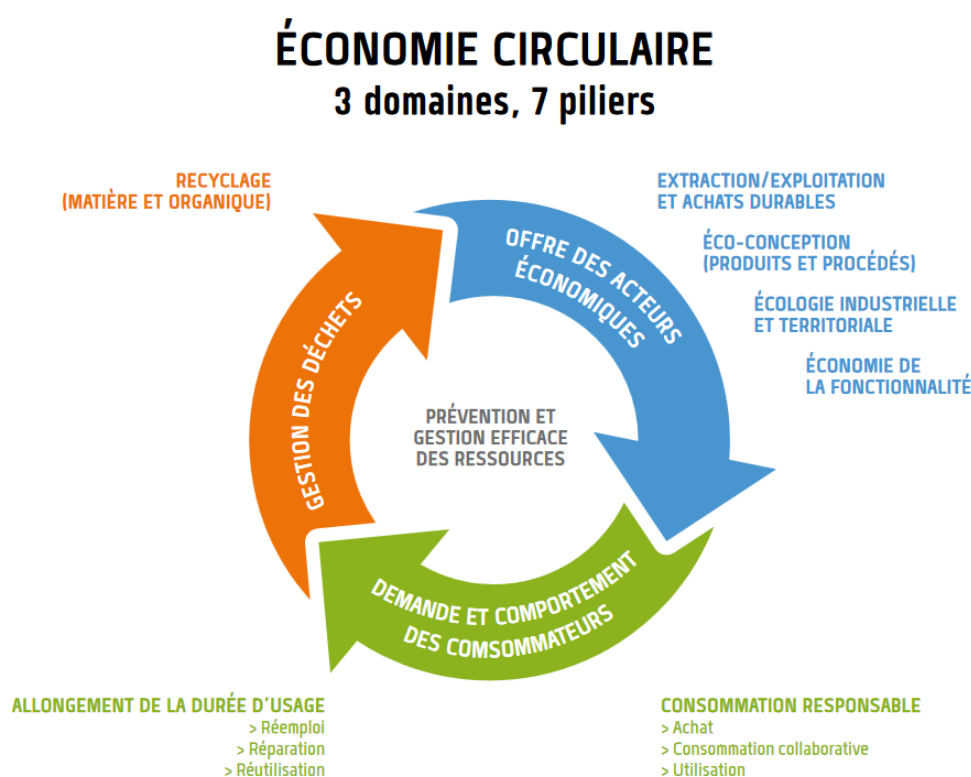 ÉCONOMIE CIRCULAIRE
3 domaines, 7 piliers
RECYCLAGE
(MATIÈRE ET ORGANIQUE)
EXTRACTION/EXPLOITATION
ET ACHATS DURABLES
ÉCO-CONCEPTION
(PRODUITS ET PROCÉDÉS)
ÉCOLOGIE INDUSTRIELLE
ET TERRITORIALE
ÉCONOMIE DE
LA FONCTIONNALITÉ
OFFRE DES ACTEURS
ÉCONOMIQUES
GESTION DES DÉCHETS
PRÉVENTION ET
GESTION EFFICACE
DES RESSOURCES
DEMANDE ET COMPORTEMENT
DES COMSOMMATEURS
ALLONGEMENT DE LA DURÉE D'USAGE
> Réemploi
> Réparation
> Réutilisation
CONSOMMATION RESPONSABLE
> Achat
> Consommation collaborative
> Utilisation